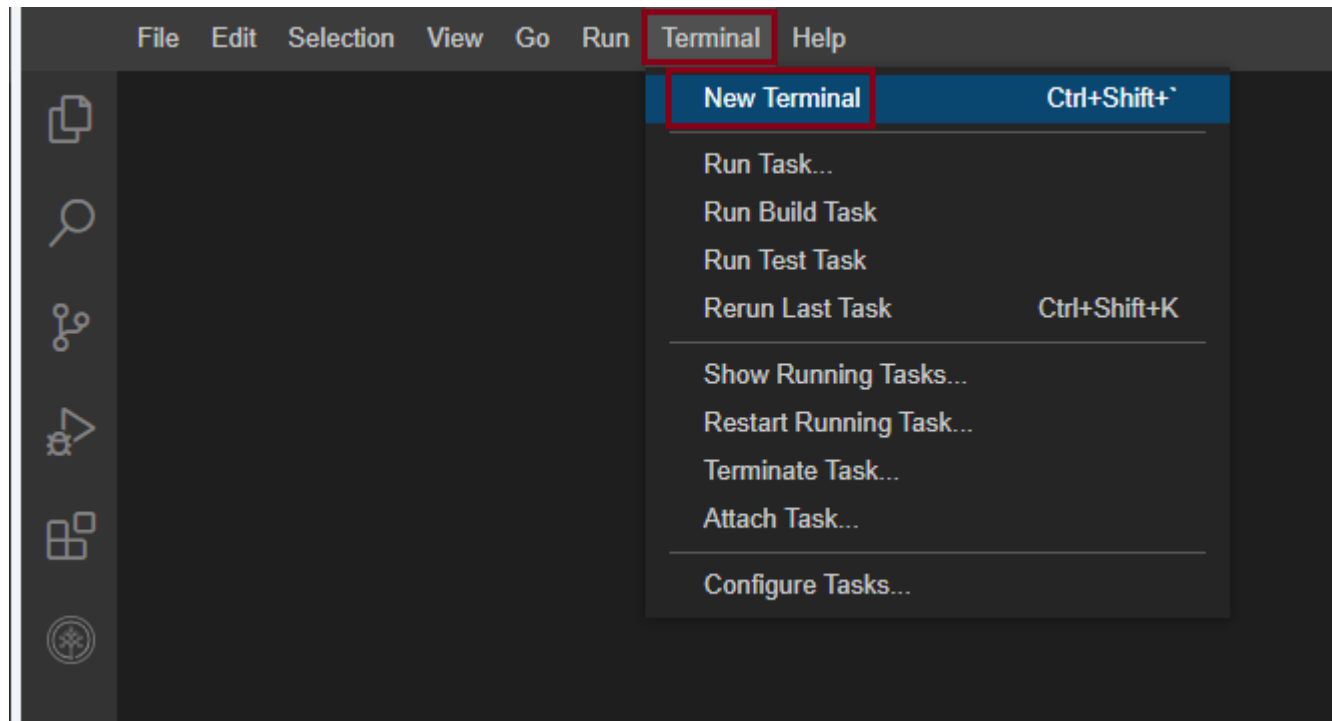 File Edit Selection View Go Run Terminal Help
New Terminal Ctrl+Shift+`
Run Task...
Run Build Task
Run Test Task
Rerun Last Task Ctrl+Shift+K
Show Running Tasks...
Restart Running Task...
Terminate Task...
Attach Task...
Configure Tasks...